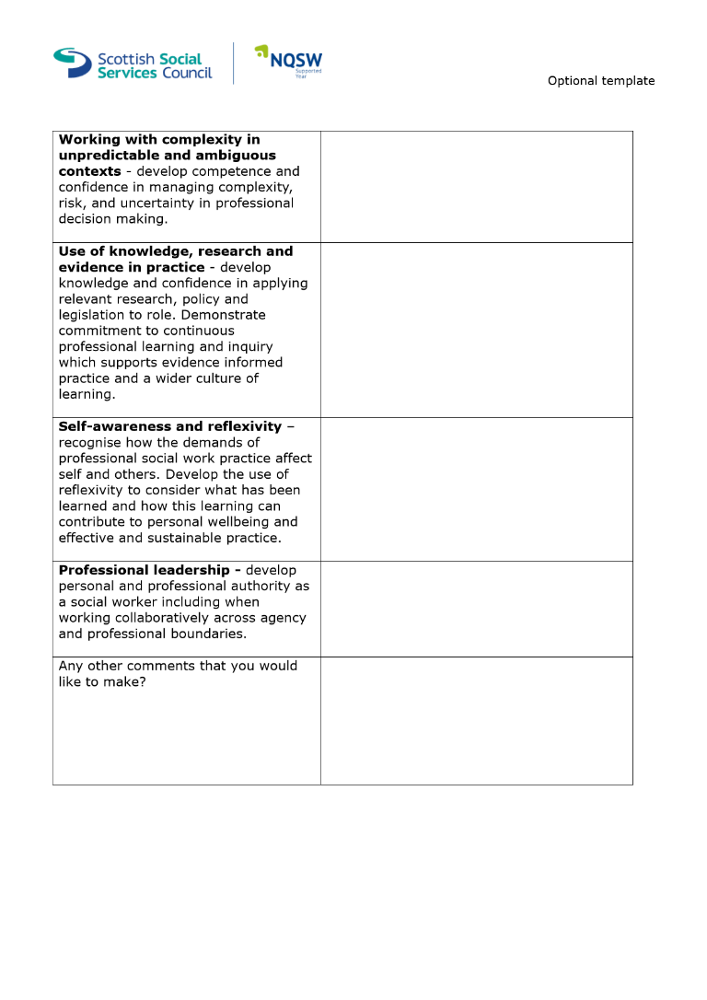 Scottish Social
Services Council
NQSW
Supported
Year
Optional template
Working with complexity in
unpredictable and ambiguous
contexts - develop competence and
confidence in managing complexity,
risk, and uncertainty in professional
decision making.
Use of knowledge, research and
evidence in practice - develop
knowledge and confidence in applying
relevant research, policy and
legislation to role. Demonstrate
commitment to continuous
professional learning and inquiry
which supports evidence informed
practice and a wider culture of
learning.
Self-awareness and reflexivity –
recognise how the demands of
professional social work practice affect
self and others. Develop the use of
reflexivity to consider what has been
learned and how this learning can
contribute to personal wellbeing and
effective and sustainable practice.
Professional leadership - develop
personal and professional authority as
a social worker including when
working collaboratively across agency
and professional boundaries.
Any other comments that you would
like to make?